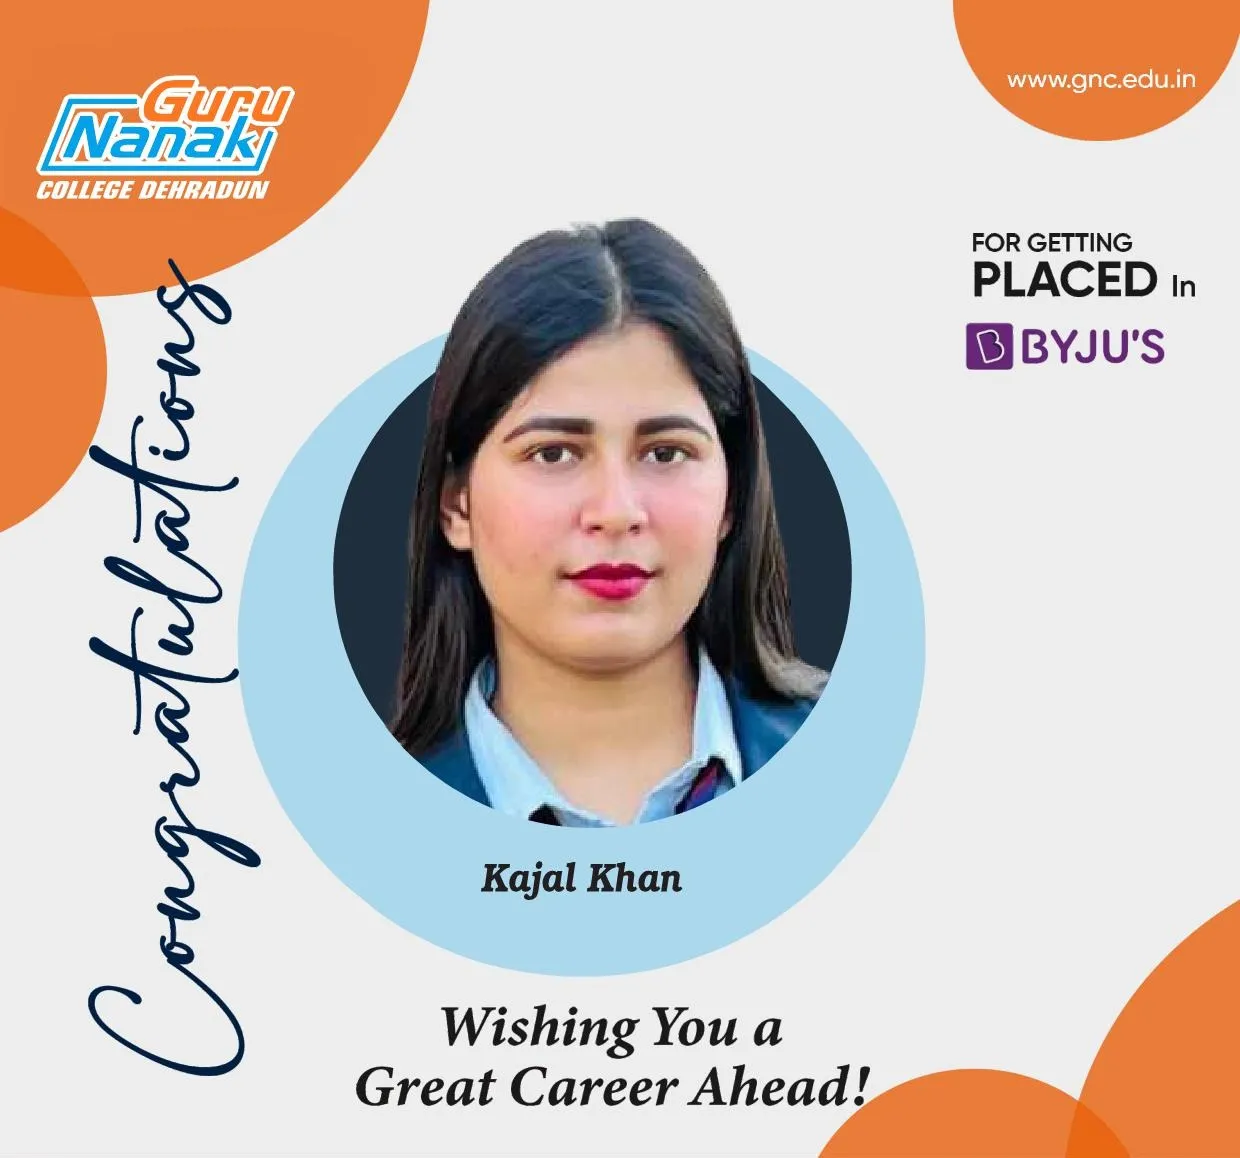 Guru
Nanak
COLLEGE DEHRADUN
www.gnc.edu.in
Congratulations
FOR GETTING
PLACED In
B BYJU'S
Kajal Khan
Wishing You a
Great Career Ahead!